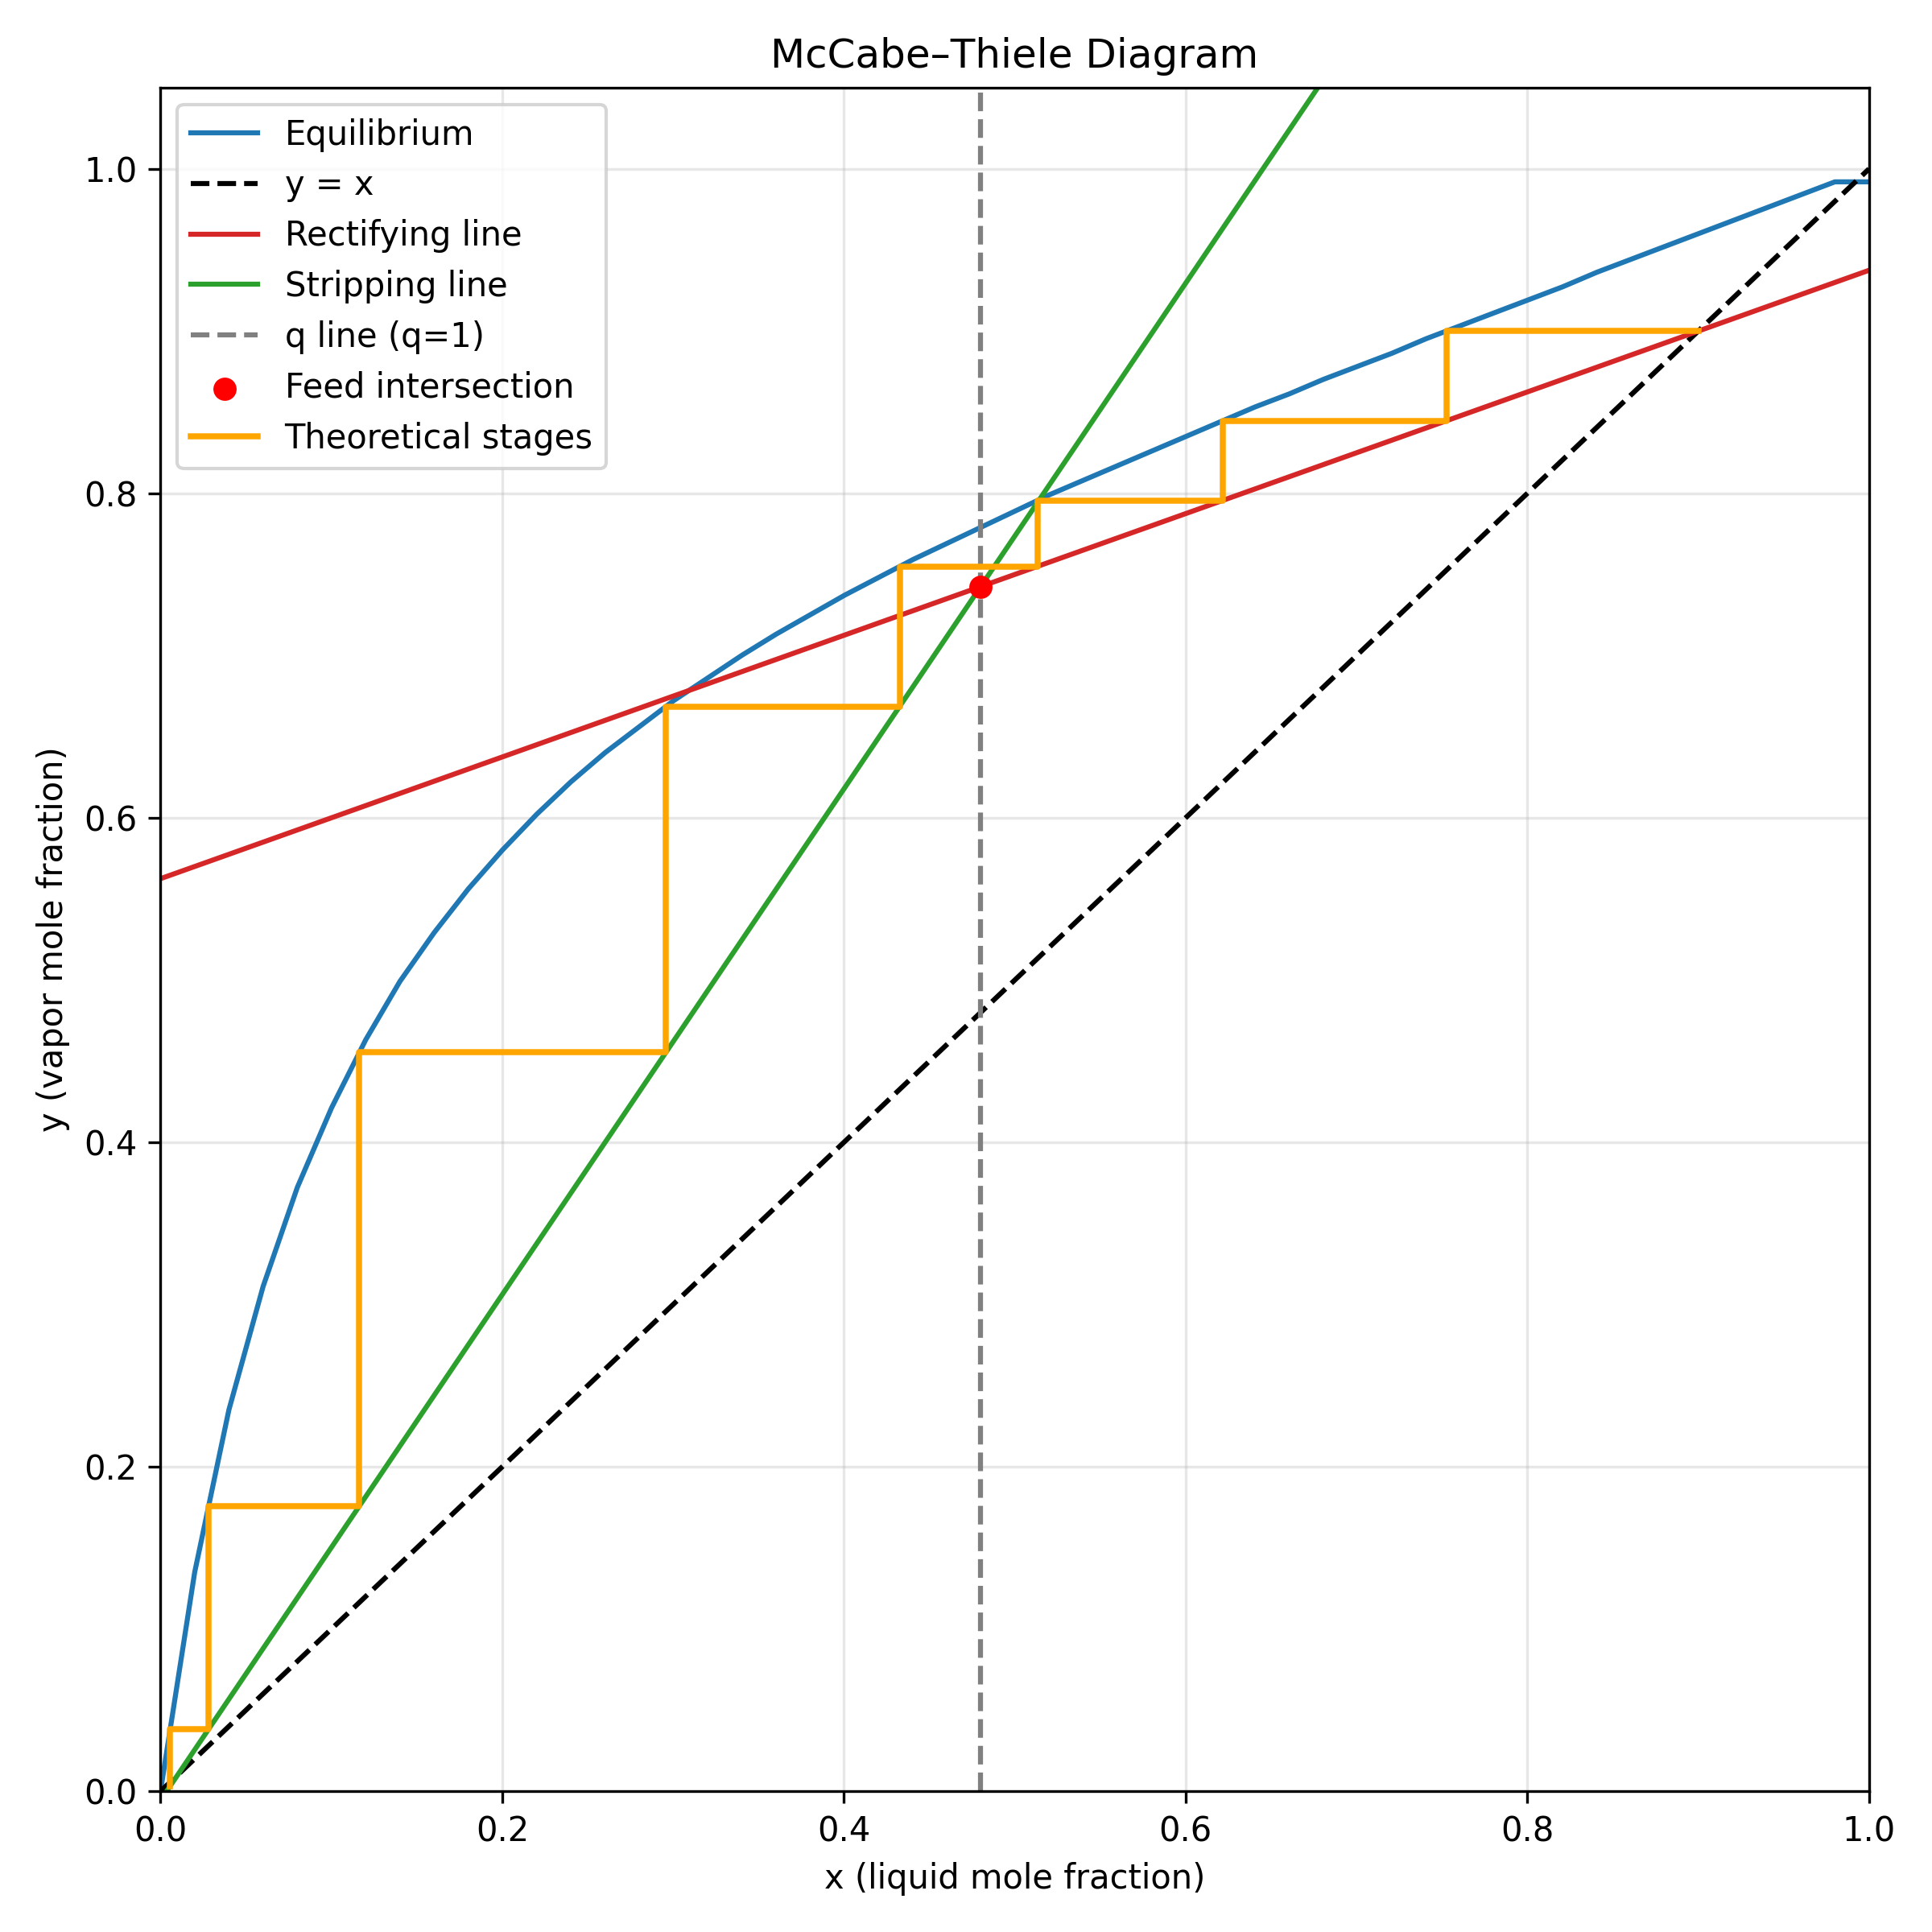 McCabe–Thiele Diagram
Equilibrium
y = x
Rectifying line
Stripping line
q line (q=1)
Feed intersection
Theoretical stages
1.0
0.8
0.6
0.4
0.2
0.0
y (vapor mole fraction)
0.0 0.2 0.4 0.6 0.8 1.0
x (liquid mole fraction)